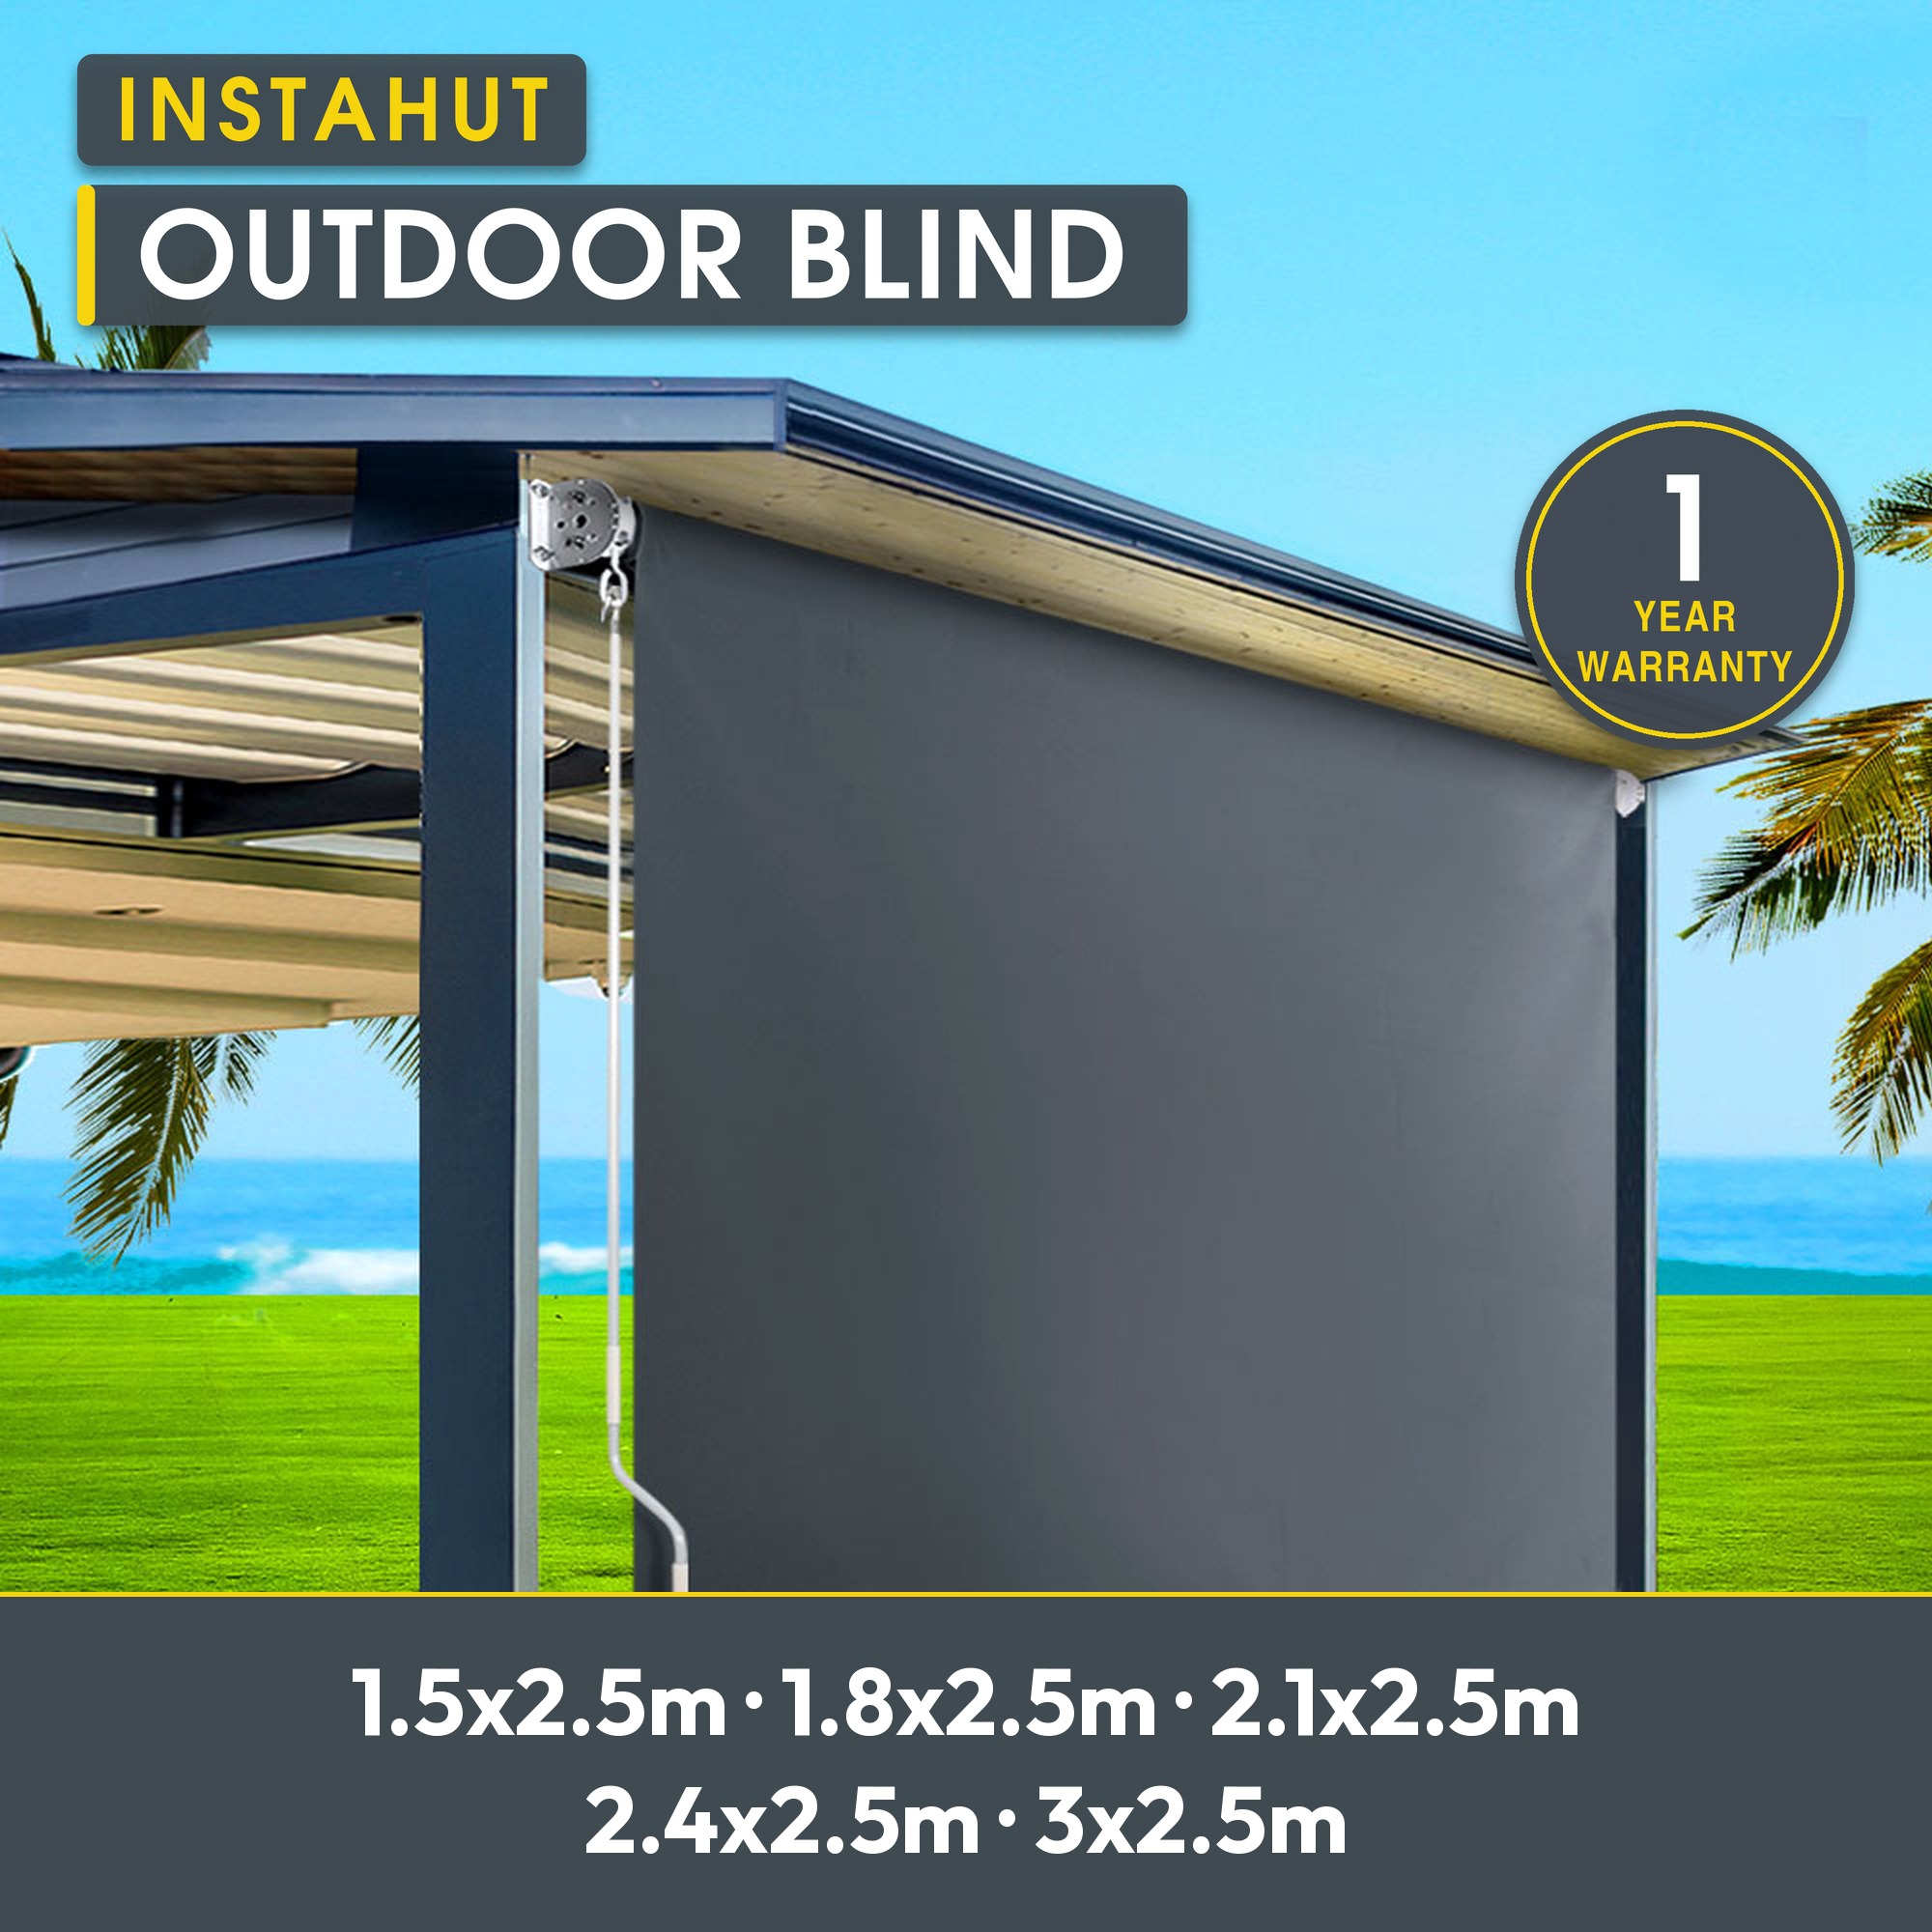 INSTAHUT
OUTDOOR BLIND
1
YEAR
WARRANTY
1.5x2.5m · 1.8x2.5m · 2.1x2.5m
2.4x2.5m · 3x2.5m